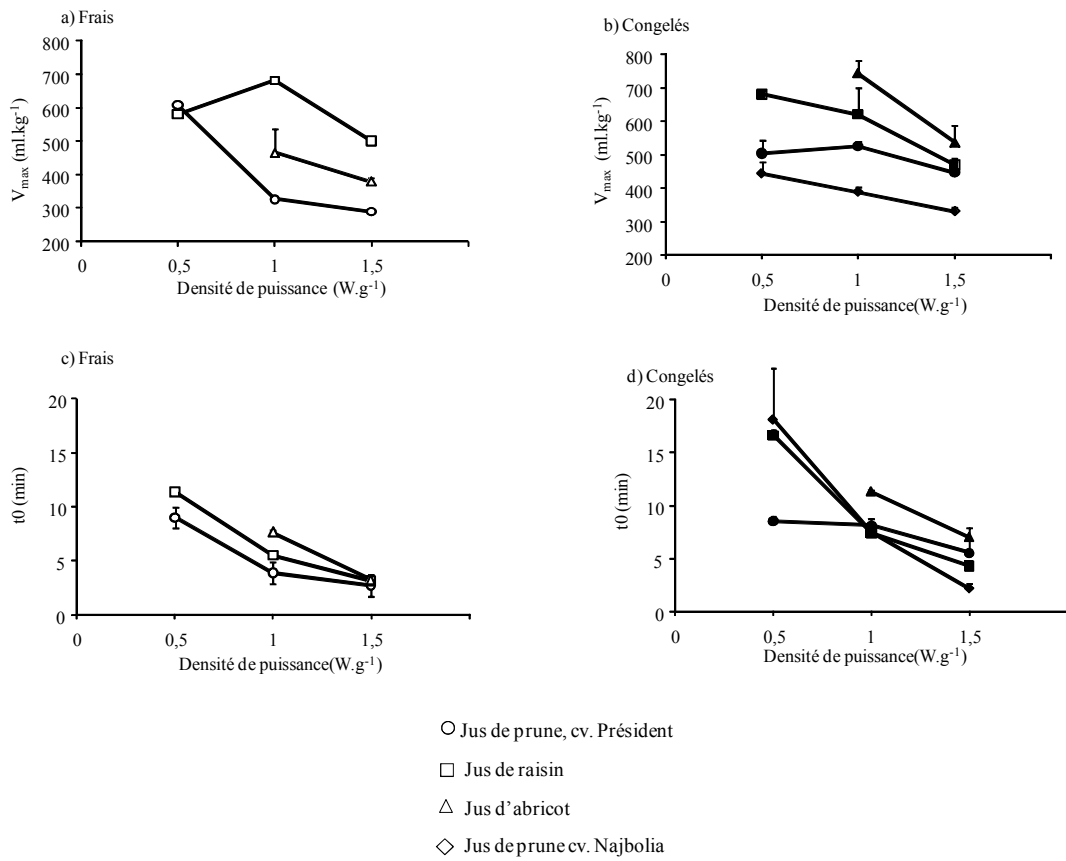 a) Frais
800
700
600
500
400
300
200
0
0,5
1
1,5
V_max (ml.kg⁻¹)
Densité de puissance (W.g⁻¹)
b) Congelés
800
700
600
500
400
300
200
0
0,5
1
1,5
V_max (ml.kg⁻¹)
Densité de puissance(W.g⁻¹)
c) Frais
20
15
10
5
0
0
0,5
1
1,5
t0 (min)
Densité de puissance(W.g⁻¹)
d) Congelés
20
15
10
5
0
0
0,5
1
1,5
t0 (min)
Densité de puissance(W.g⁻¹)
Jus de prune, cv. Président
Jus de raisin
Jus d'abricot
Jus de prune cv. Najbolia